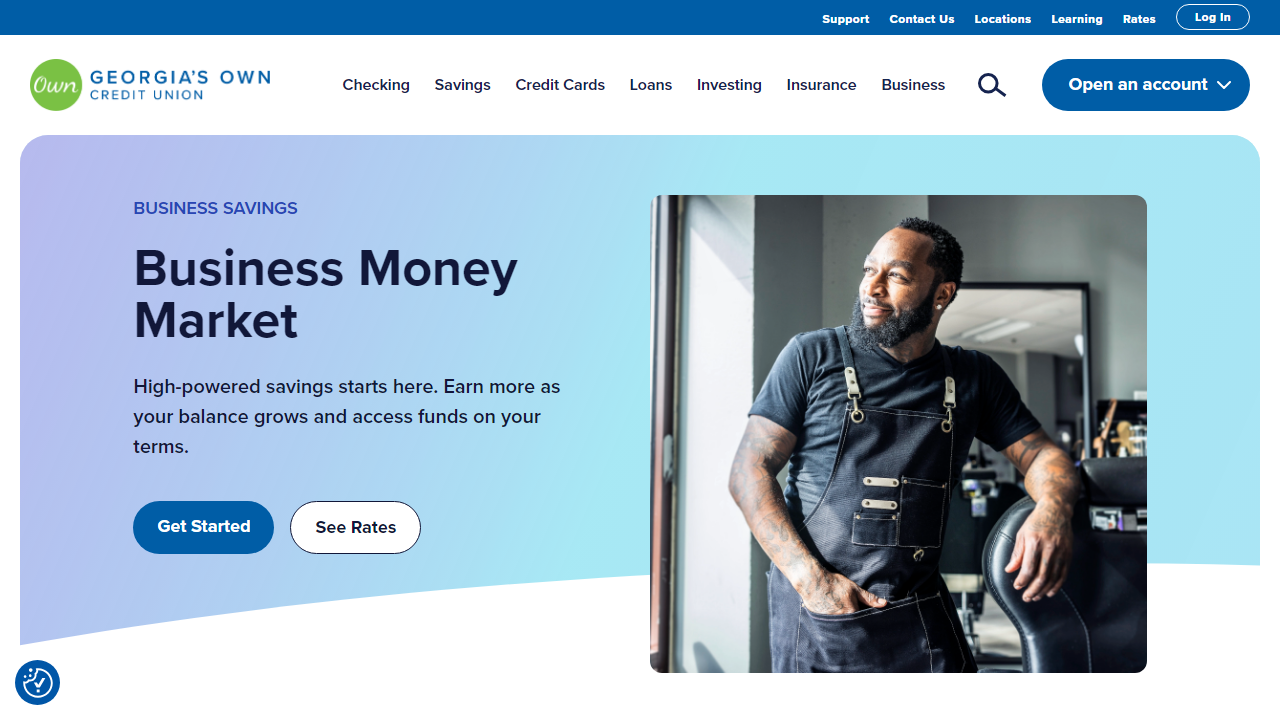 Support Contact Us Locations Learning Rates Log In
Own GEORGIA'S OWN
CREDIT UNION
Checking Savings Credit Cards Loans Investing Insurance Business Open an account
BUSINESS SAVINGS
Business Money
Market
High-powered savings starts here. Earn more as
your balance grows and access funds on your
terms.
Get Started See Rates